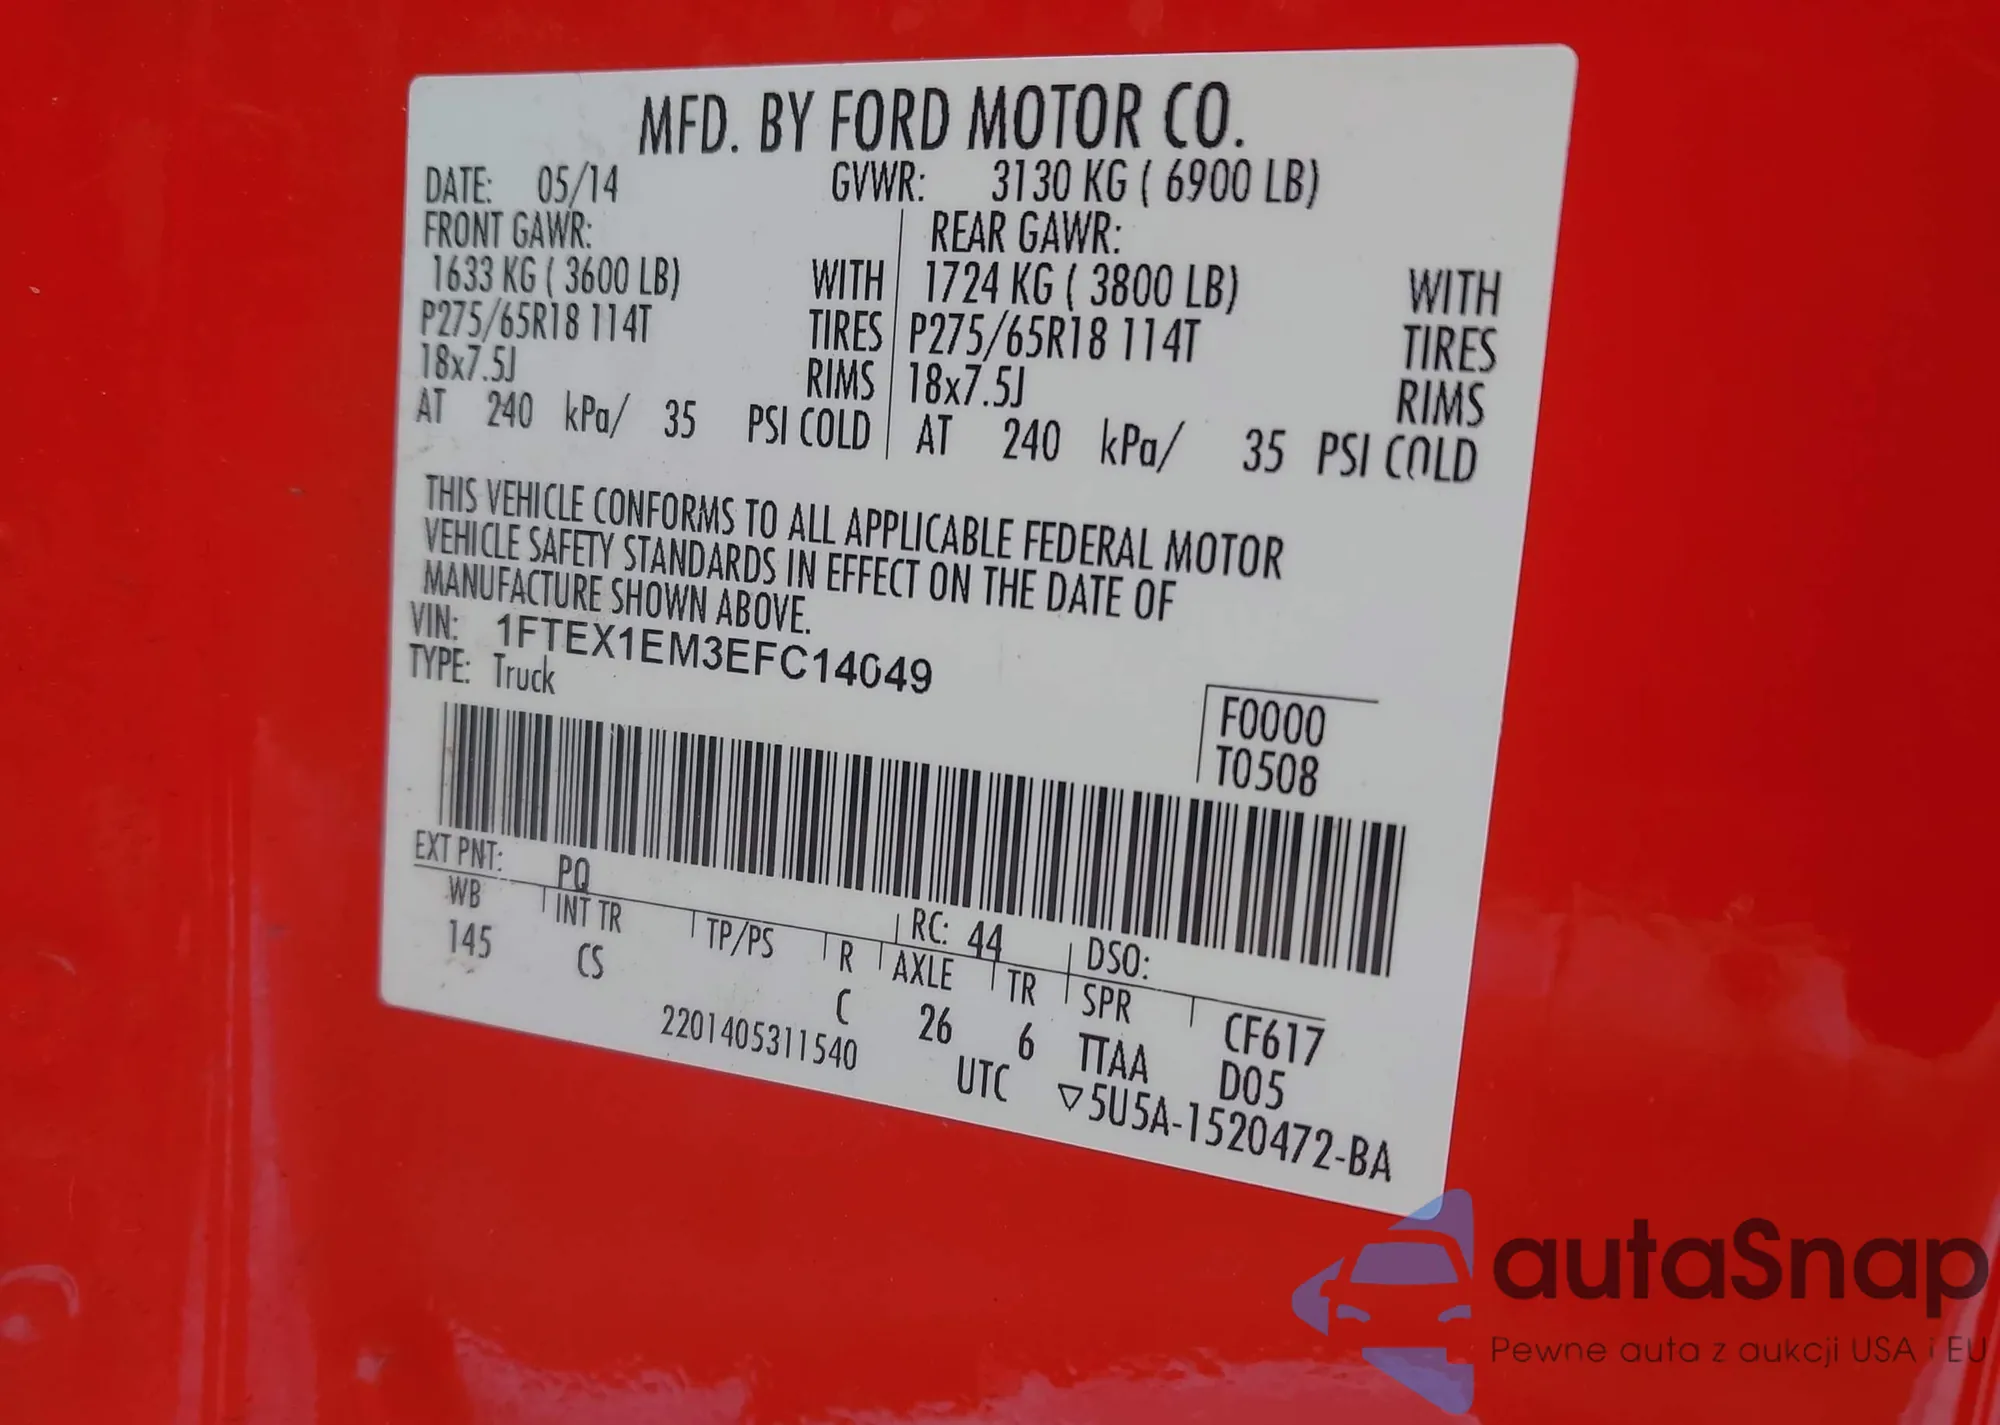 MFD. BY FORD MOTOR CO.
DATE: 05/14 GVWR: 3130 KG ( 6900 LB)
FRONT GAWR: REAR GAWR:
1633 KG ( 3600 LB) WITH 1724 KG ( 3800 LB) WITH
P275/65R18 114T TIRES P275/65R18 114T TIRES
18x7.5J RIMS 18x7.5J RIMS
AT 240 kPa/ 35 PSI COLD AT 240 kPa/ 35 PSI COLD
THIS VEHICLE CONFORMS TO ALL APPLICABLE FEDERAL MOTOR
VEHICLE SAFETY STANDARDS IN EFFECT ON THE DATE OF
MANUFACTURE SHOWN ABOVE.
VIN: 1FTEX1EM3EFC14049
TYPE: Truck
F0000
T0508
EXT PNT: PQ RC: 44 DSO:
WB INT TR TP/PS R AXLE TR SPR CF617
145 CS C 26 6 TTAA D05
2201405311540 UTC ▽5U5A-1520472-BA
autaSnap
Pewne auta z aukcji USA i EU